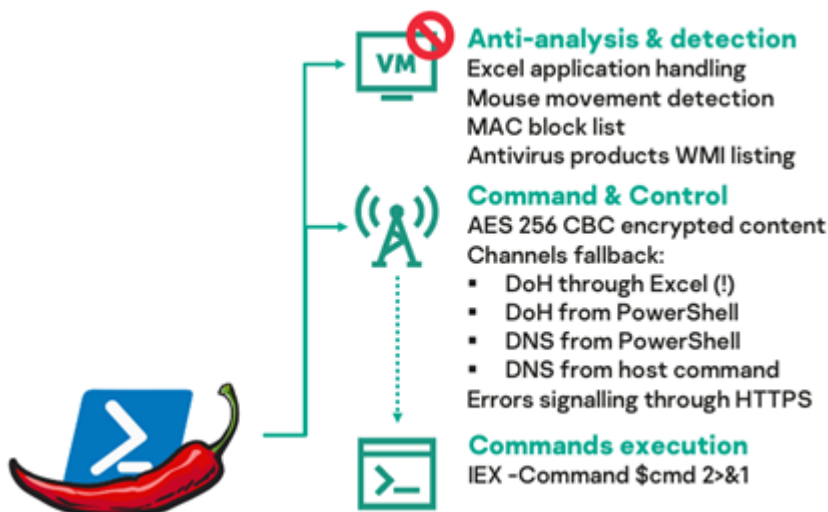 VM
Anti-analysis & detection
Excel application handling
Mouse movement detection
MAC block list
Antivirus products WMI listing
Command & Control
AES 256 CBC encrypted content
Channels fallback:
▪ DoH through Excel (!)
▪ DoH from PowerShell
▪ DNS from PowerShell
▪ DNS from host command
Errors signalling through HTTPS
Commands execution
IEX -Command $cmd 2>&1